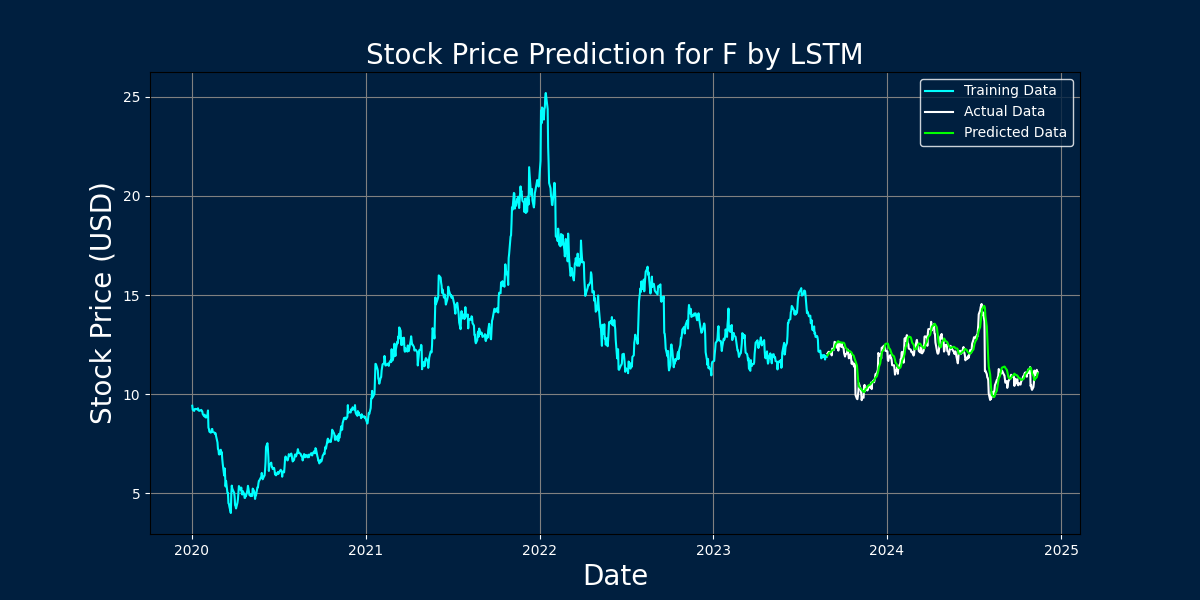 Stock Price Prediction for F by LSTM
Training Data
Actual Data
Predicted Data
Stock Price (USD)
25
20
15
10
5
2020
2021
2022
2023
2024
2025
Date